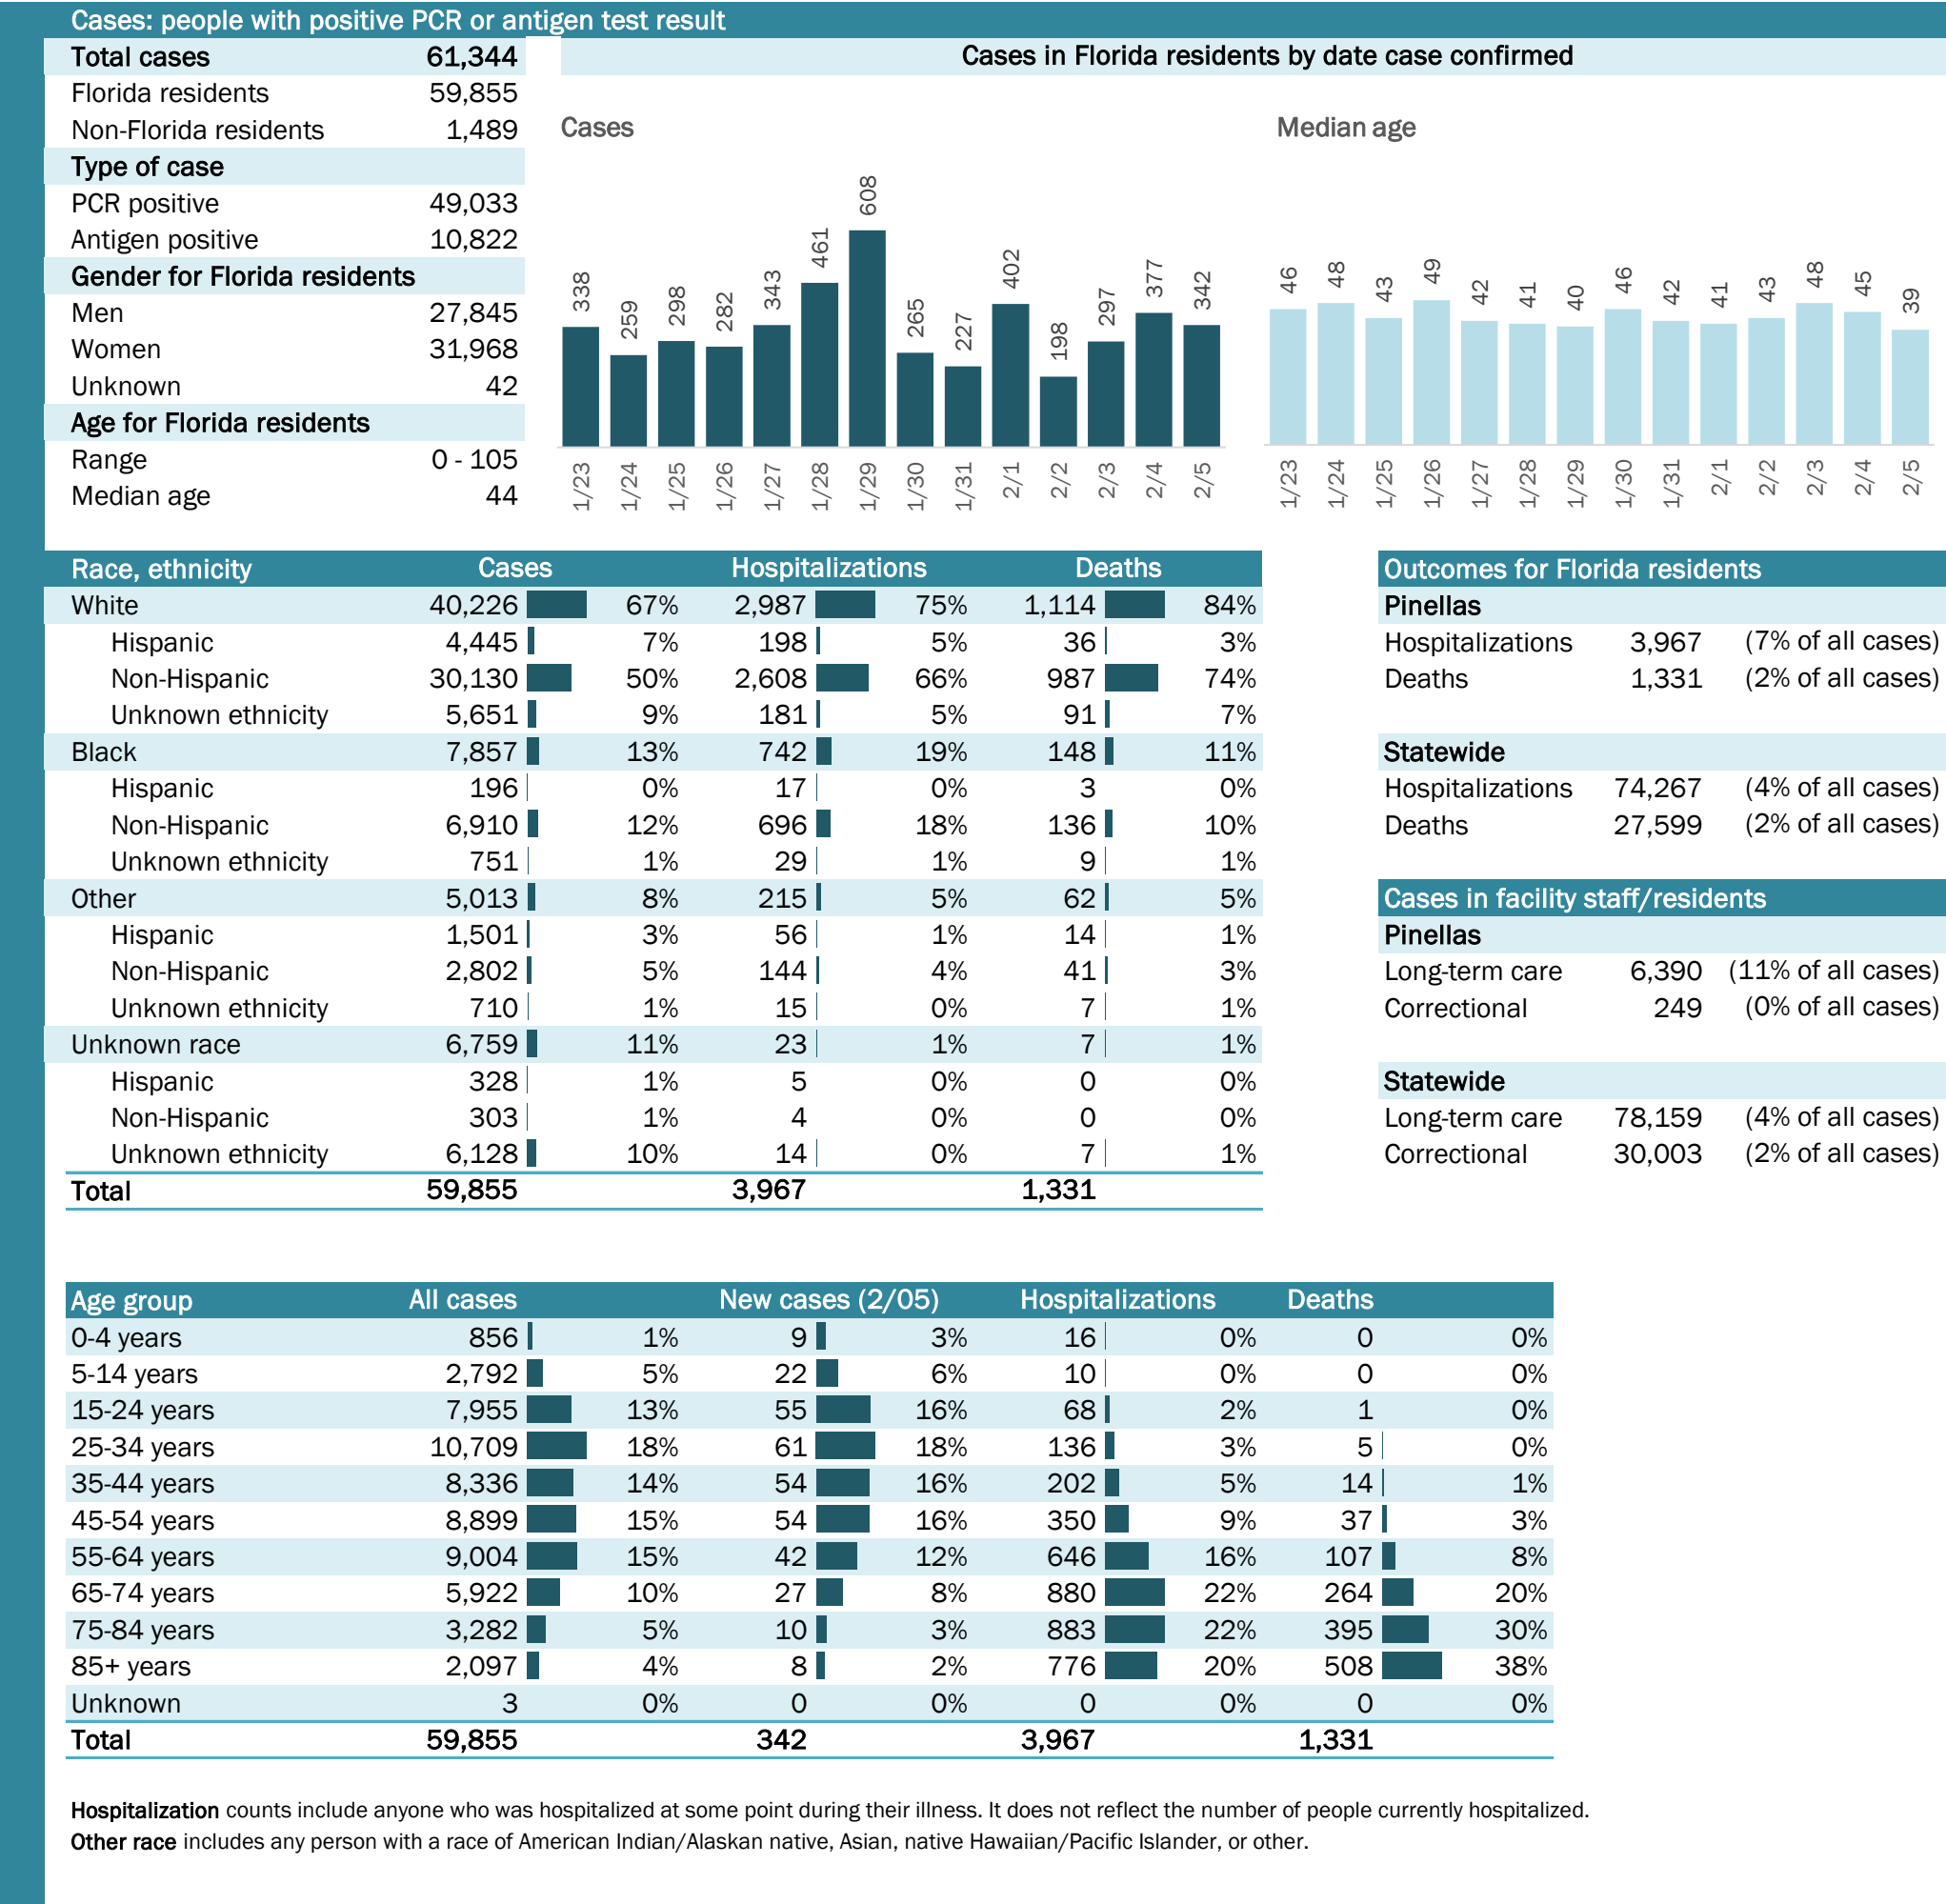 Cases: people with positive PCR or antigen test result
Total cases 61,344
Florida residents 59,855
Non-Florida residents 1,489
Type of case
PCR positive 49,033
Antigen positive 10,822
Gender for Florida residents
Men 27,845
Women 31,968
Unknown 42
Age for Florida residents
Range 0 - 105
Median age 44
Cases in Florida residents by date case confirmed
Cases
338 259 298 282 343 461 608 265 227 402 198 297 377 342
1/23 1/24 1/25 1/26 1/27 1/28 1/29 1/30 1/31 2/1 2/2 2/3 2/4 2/5
Median age
46 48 43 49 42 41 40 46 42 41 43 48 45 39
1/23 1/24 1/25 1/26 1/27 1/28 1/29 1/30 1/31 2/1 2/2 2/3 2/4 2/5
Race, ethnicity Cases Hospitalizations Deaths
White 40,226 67% 2,987 75% 1,114 84%
Hispanic 4,445 7% 198 5% 36 3%
Non-Hispanic 30,130 50% 2,608 66% 987 74%
Unknown ethnicity 5,651 9% 181 5% 91 7%
Black 7,857 13% 742 19% 148 11%
Hispanic 196 0% 17 0% 3 0%
Non-Hispanic 6,910 12% 696 18% 136 10%
Unknown ethnicity 751 1% 29 1% 9 1%
Other 5,013 8% 215 5% 62 5%
Hispanic 1,501 3% 56 1% 14 1%
Non-Hispanic 2,802 5% 144 4% 41 3%
Unknown ethnicity 710 1% 15 0% 7 1%
Unknown race 6,759 11% 23 1% 7 1%
Hispanic 328 1% 5 0% 0 0%
Non-Hispanic 303 1% 4 0% 0 0%
Unknown ethnicity 6,128 10% 14 0% 7 1%
Total 59,855 3,967 1,331
Outcomes for Florida residents
Pinellas
Hospitalizations 3,967 (7% of all cases)
Deaths 1,331 (2% of all cases)
Statewide
Hospitalizations 74,267 (4% of all cases)
Deaths 27,599 (2% of all cases)
Cases in facility staff/residents
Pinellas
Long-term care 6,390 (11% of all cases)
Correctional 249 (0% of all cases)
Statewide
Long-term care 78,159 (4% of all cases)
Correctional 30,003 (2% of all cases)
Age group All cases New cases (2/05) Hospitalizations Deaths
0-4 years 856 1% 9 3% 16 0% 0 0%
5-14 years 2,792 5% 22 6% 10 0% 0 0%
15-24 years 7,955 13% 55 16% 68 2% 1 0%
25-34 years 10,709 18% 61 18% 136 3% 5 0%
35-44 years 8,336 14% 54 16% 202 5% 14 1%
45-54 years 8,899 15% 54 16% 350 9% 37 3%
55-64 years 9,004 15% 42 12% 646 16% 107 8%
65-74 years 5,922 10% 27 8% 880 22% 264 20%
75-84 years 3,282 5% 10 3% 883 22% 395 30%
85+ years 2,097 4% 8 2% 776 20% 508 38%
Unknown 3 0% 0 0% 0 0% 0 0%
Total 59,855 342 3,967 1,331
Hospitalization counts include anyone who was hospitalized at some point during their illness. It does not reflect the number of people currently hospitalized.
Other race includes any person with a race of American Indian/Alaskan native, Asian, native Hawaiian/Pacific Islander, or other.